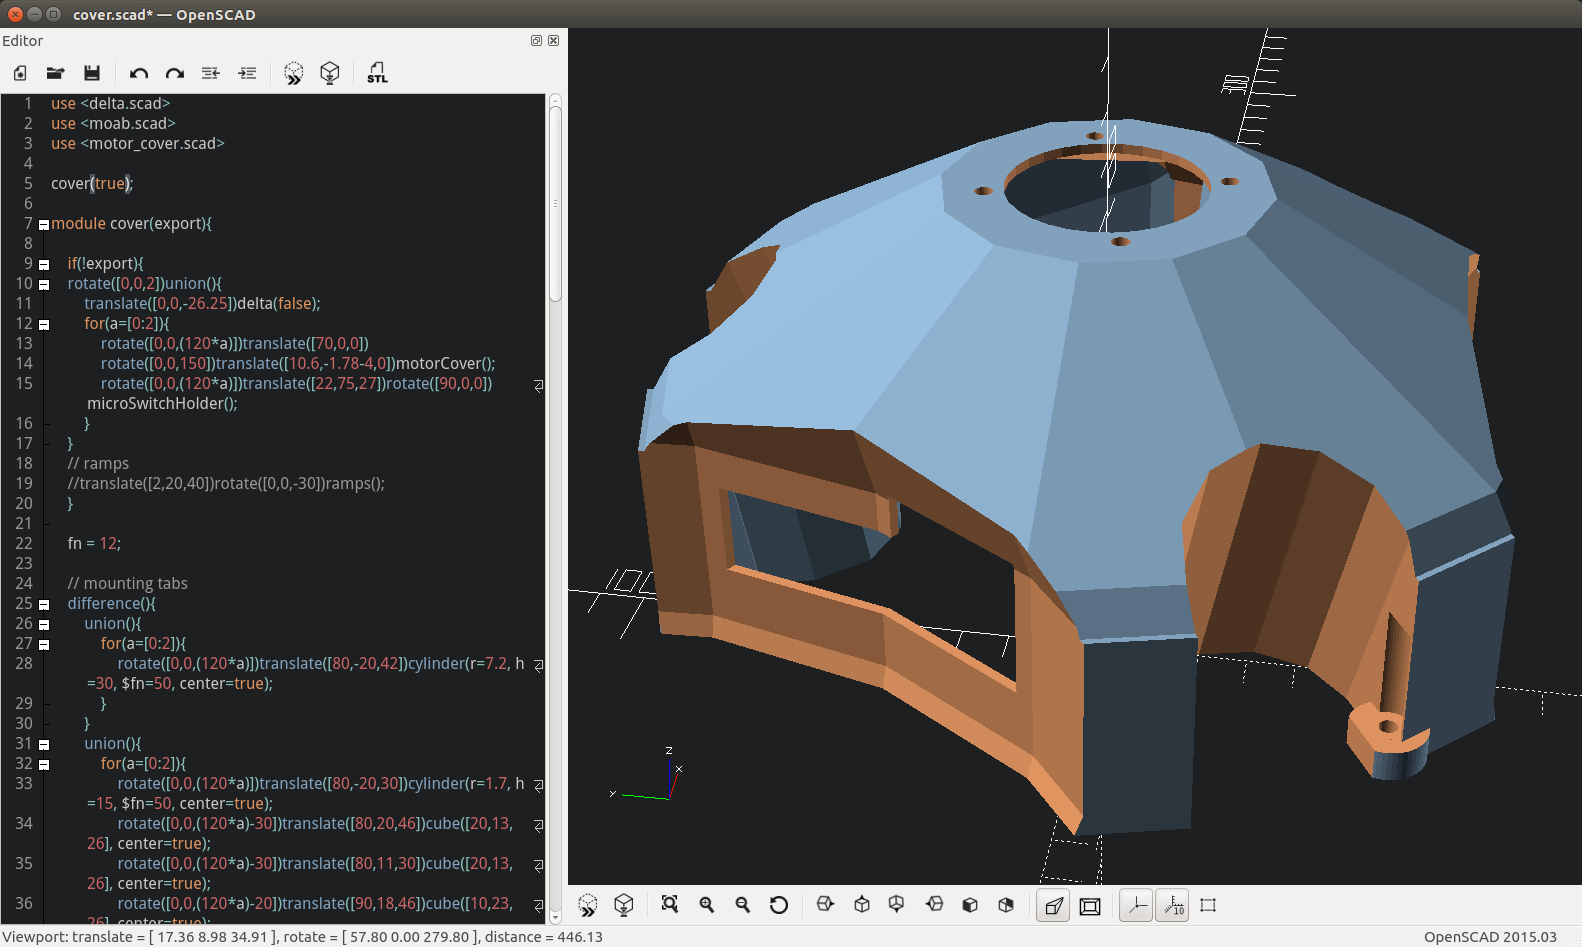 cover.scad* — OpenSCAD
Editor
STL
1 use <delta.scad>
2 use <moab.scad>
3 use <motor_cover.scad>
4
5 cover(true);
6
7 module cover(export){
8
9 if(!export){
10 rotate([0,0,2])union(){
11 translate([0,0,-26.25])delta(false);
12 for(a=[0:2]){
13 rotate([0,0,(120*a)])translate([70,0,0])
14 rotate([0,0,150])translate([10.6,-1.78-4,0])motorCover();
15 rotate([0,0,(120*a)])translate([22,75,27])rotate([90,0,0])
microSwitchHolder();
16 }
17 }
18 // ramps
19 //translate([2,20,40])rotate([0,0,-30])ramps();
20 }
21
22 fn = 12;
23
24 // mounting tabs
25 difference(){
26 union(){
27 for(a=[0:2]){
28 rotate([0,0,(120*a)])translate([80,-20,42])cylinder(r=7.2, h
=30, $fn=50, center=true);
29 }
30 }
31 union(){
32 for(a=[0:2]){
33 rotate([0,0,(120*a)])translate([80,-20,30])cylinder(r=1.7, h
=15, $fn=50, center=true);
34 rotate([0,0,(120*a)-30])translate([80,20,46])cube([20,13,
26], center=true);
35 rotate([0,0,(120*a)-30])translate([80,11,30])cube([20,13,
26], center=true);
36 rotate([0,0,(120*a)-20])translate([90,18,46])cube([10,23,
26], center=true);
z
x
y
10
Viewport: translate = [ 17.36 8.98 34.91 ], rotate = [ 57.80 0.00 279.80 ], distance = 446.13
OpenSCAD 2015.03